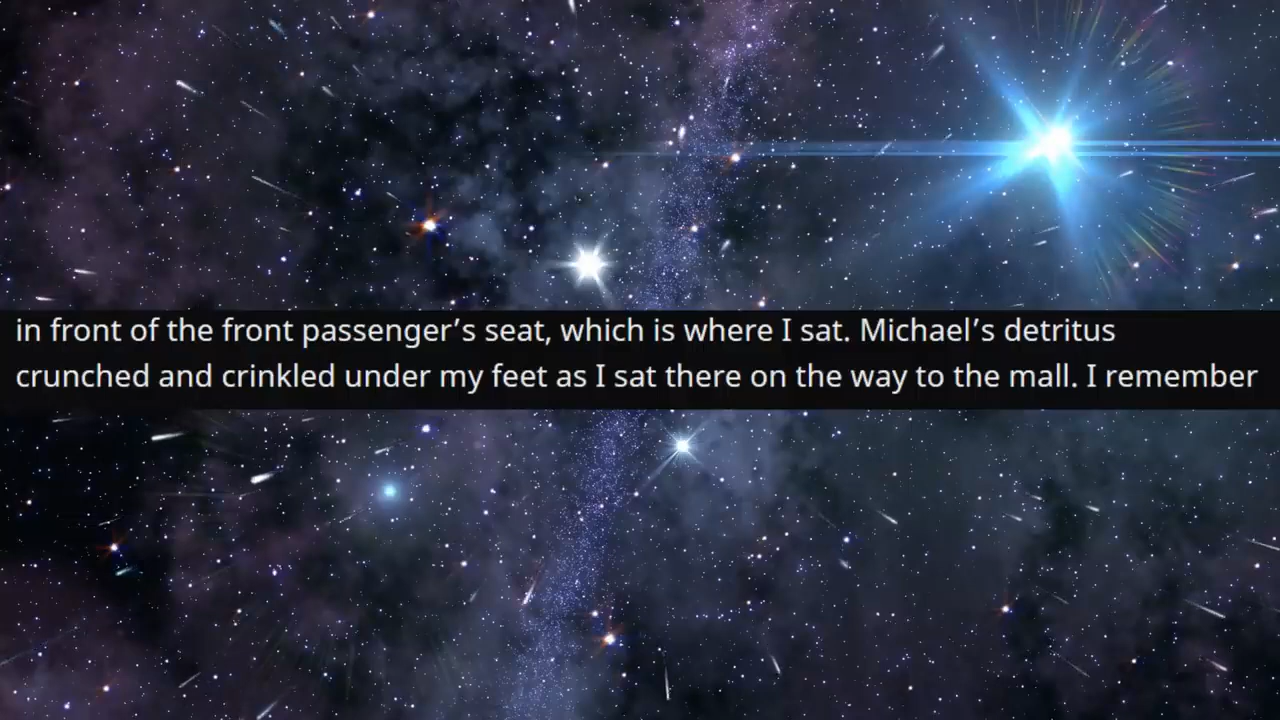 in front of the front passenger’s seat, which is where I sat. Michael’s detritus
crunched and crinkled under my feet as I sat there on the way to the mall. I remember